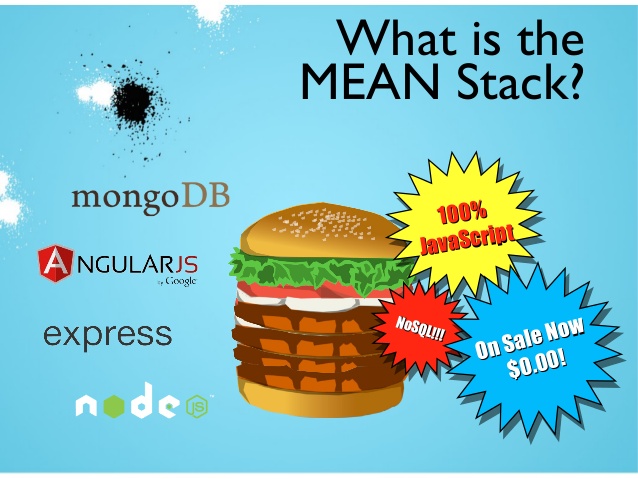 What is the
MEAN Stack?
mongoDB
ANGULARJS
by Google
express
node
JS
TM
100%
JavaScript
NoSQL!!!
On Sale Now
$0.00!